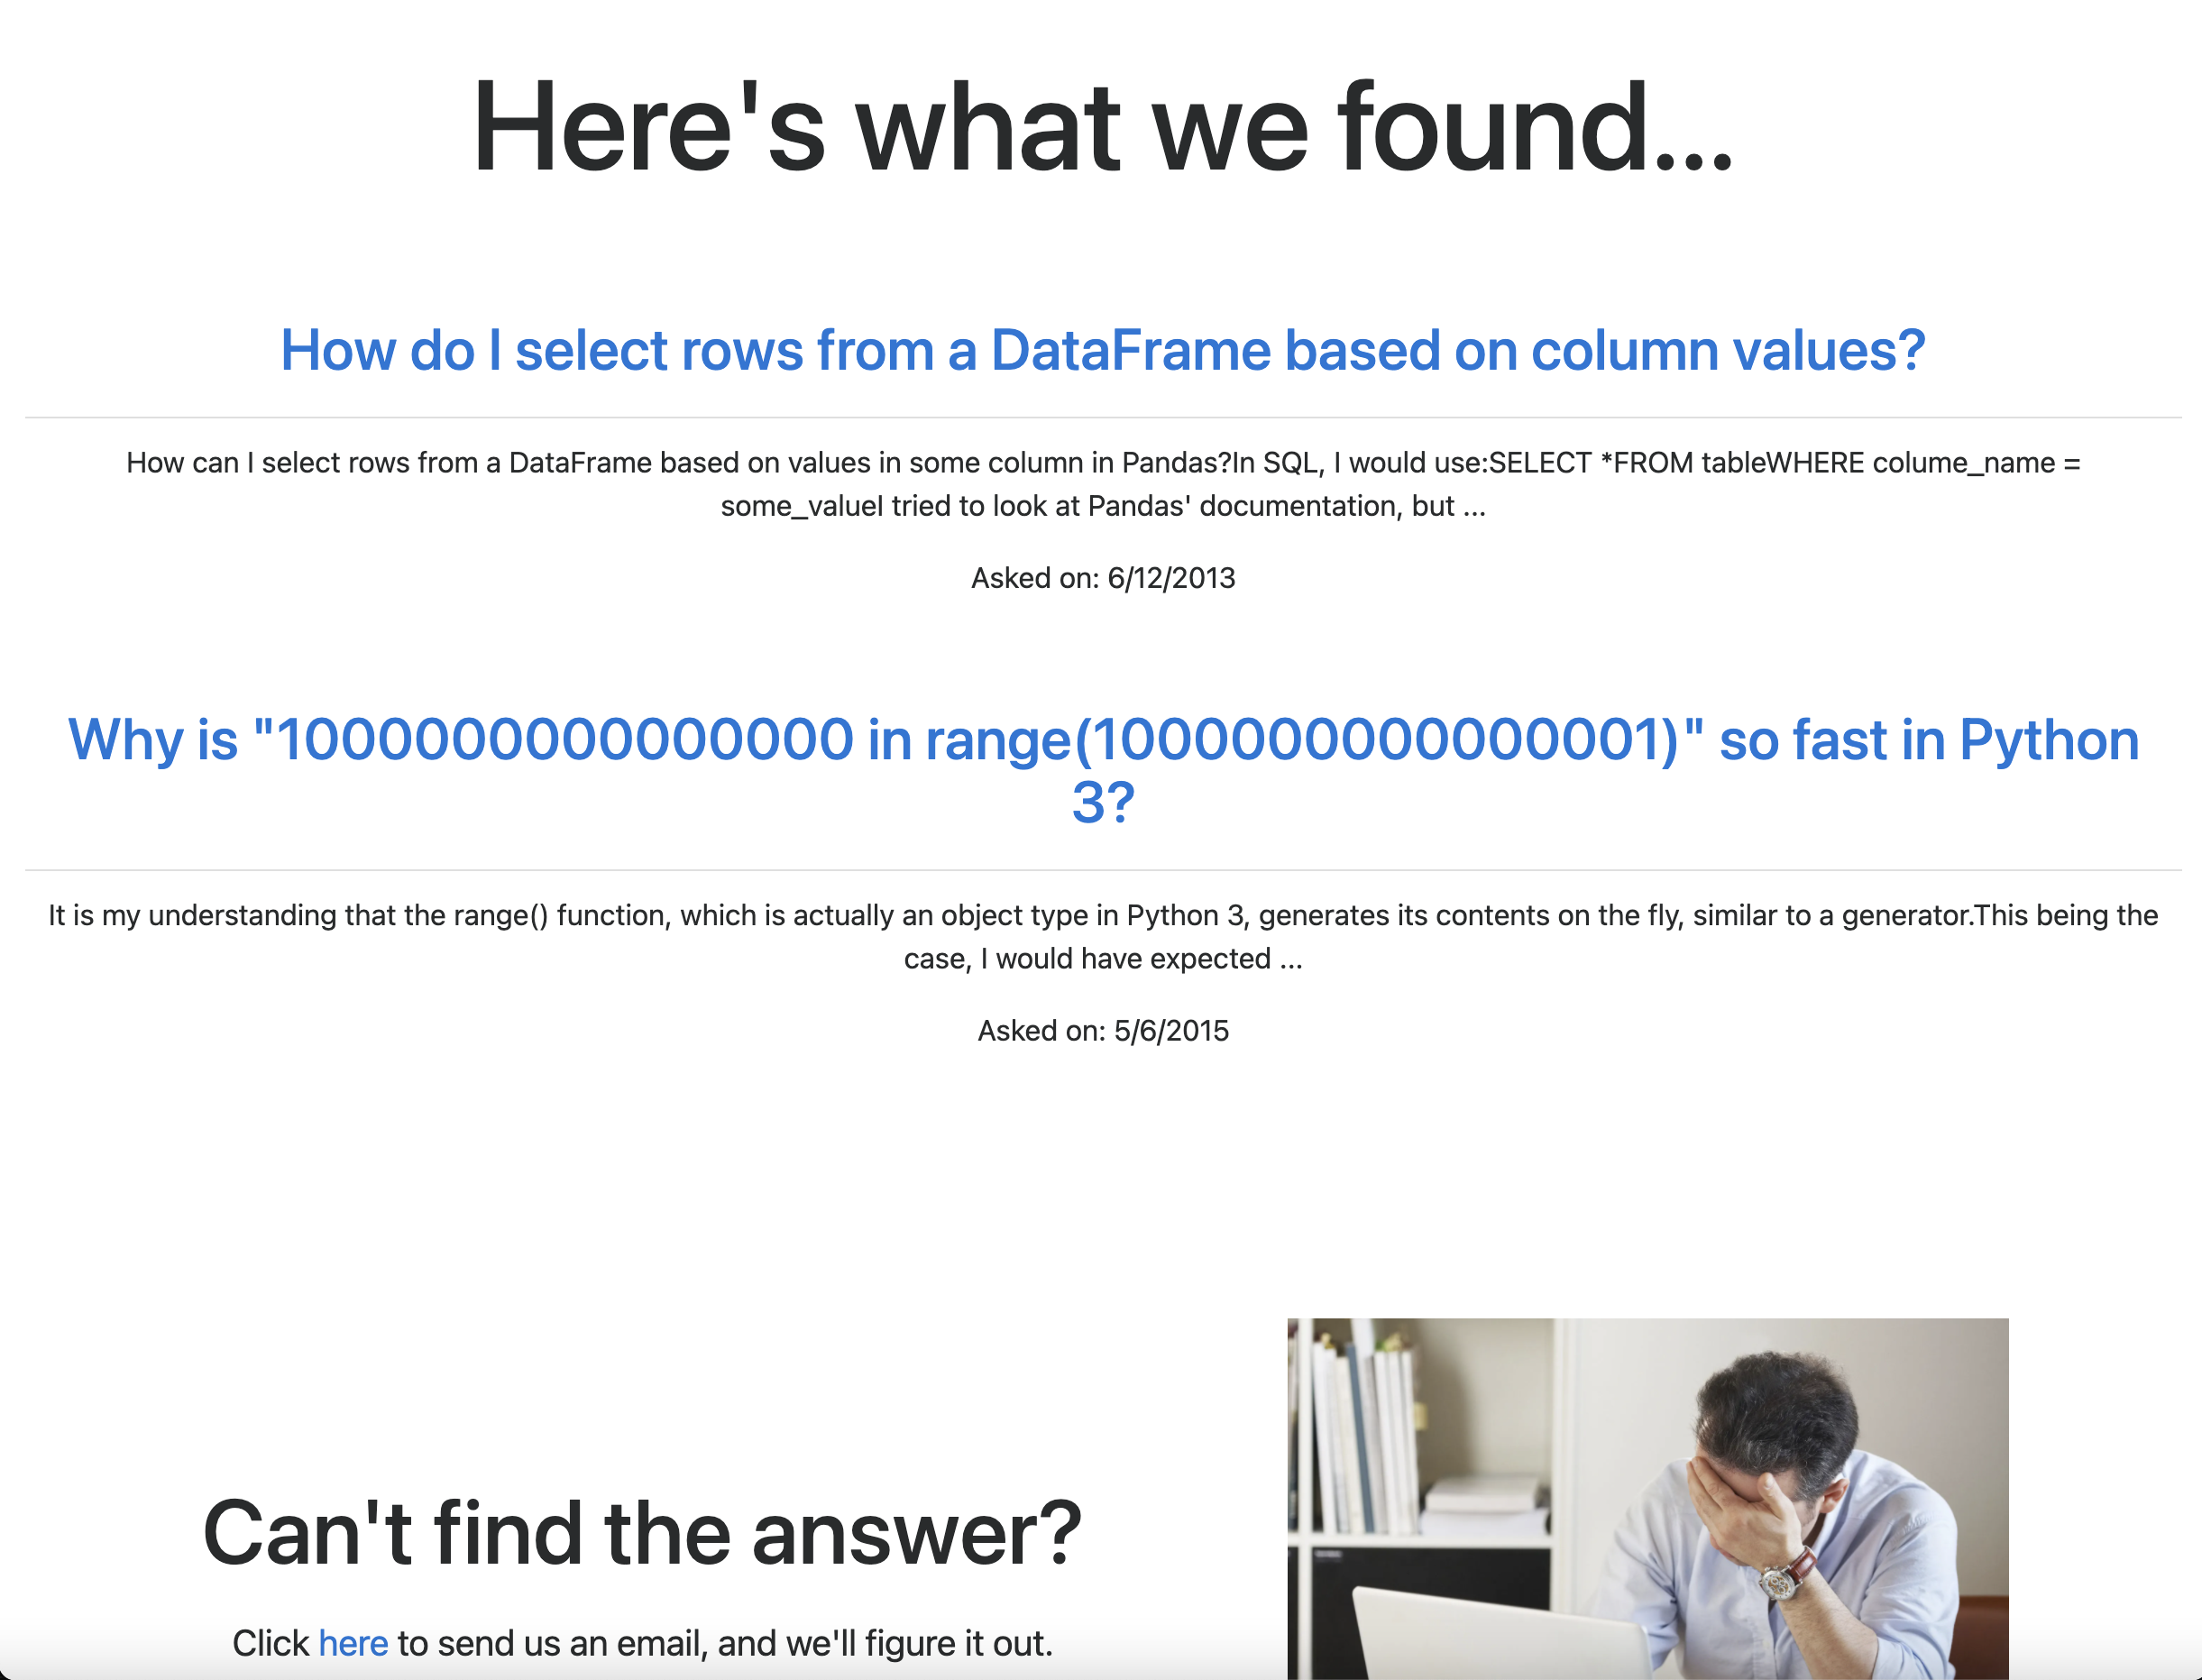 Here's what we found...
How do I select rows from a DataFrame based on column values?
How can I select rows from a DataFrame based on values in some column in Pandas?In SQL, I would use:SELECT *FROM tableWHERE colume_name =
some_valueI tried to look at Pandas' documentation, but ...
Asked on: 6/12/2013
Why is "1000000000000000 in range(1000000000000001)" so fast in Python
3?
It is my understanding that the range() function, which is actually an object type in Python 3, generates its contents on the fly, similar to a generator.This being the
case, I would have expected ...
Asked on: 5/6/2015
Can't find the answer?
Click here to send us an email, and we'll figure it out.